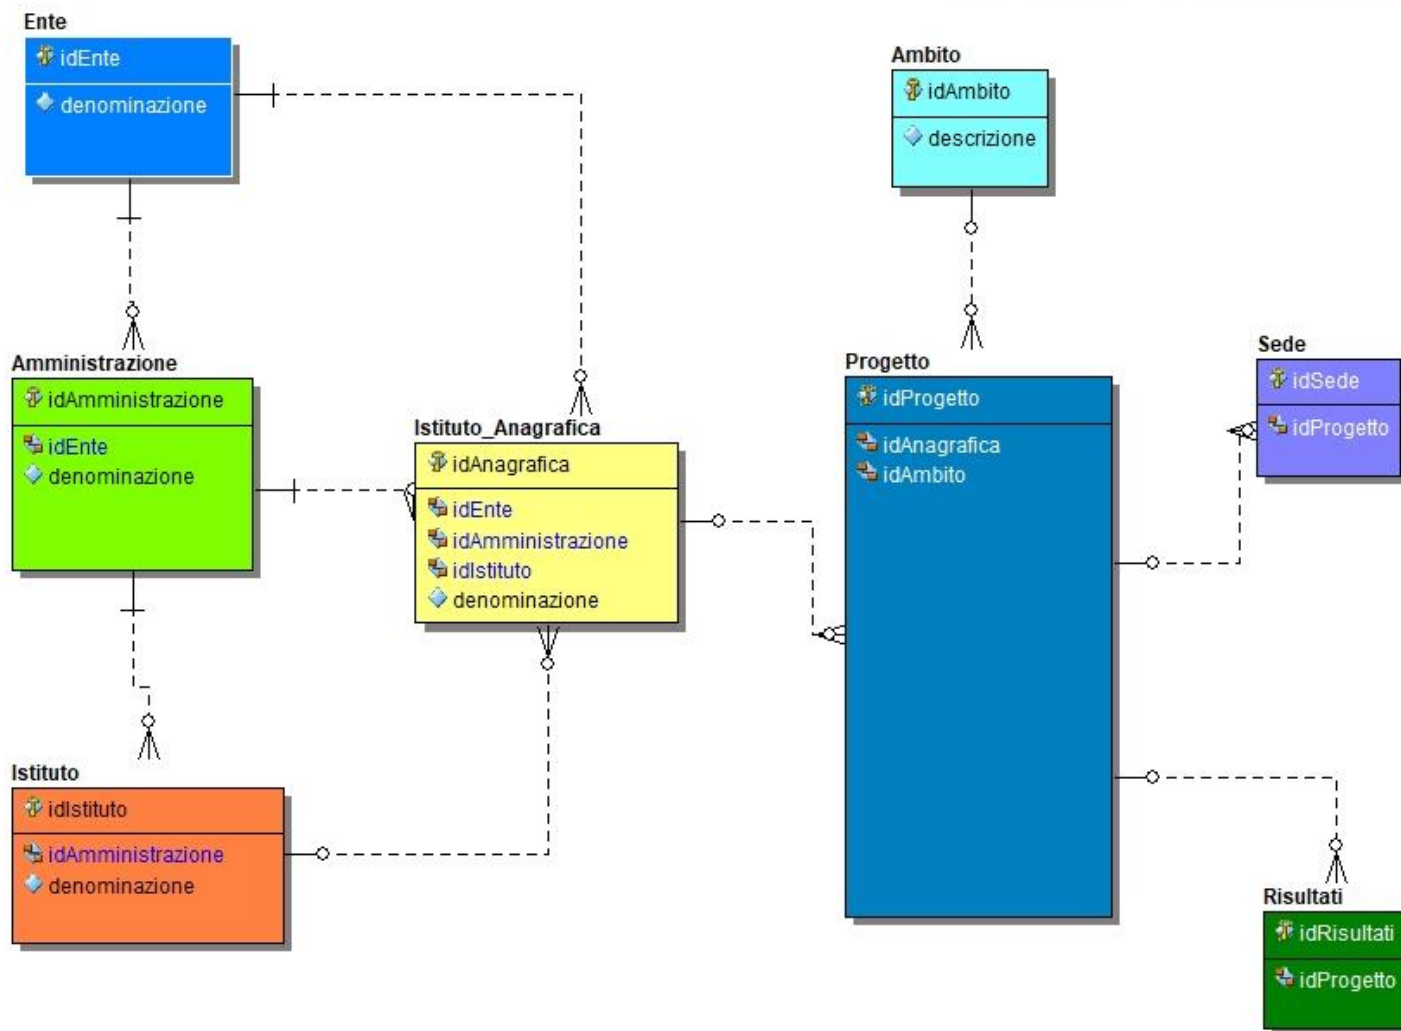 Ente
idEnte
denominazione
Amministrazione
idAmministrazione
idEnte
denominazione
Istituto
idIstituto
idAmministrazione
denominazione
Istituto_Anagrafica
idAnagrafica
idEnte
idAmministrazione
idIstituto
denominazione
Ambito
idAmbito
descrizione
Progetto
idProgetto
idAnagrafica
idAmbito
Sede
idSede
idProgetto
Risultati
idRisultati
idProgetto